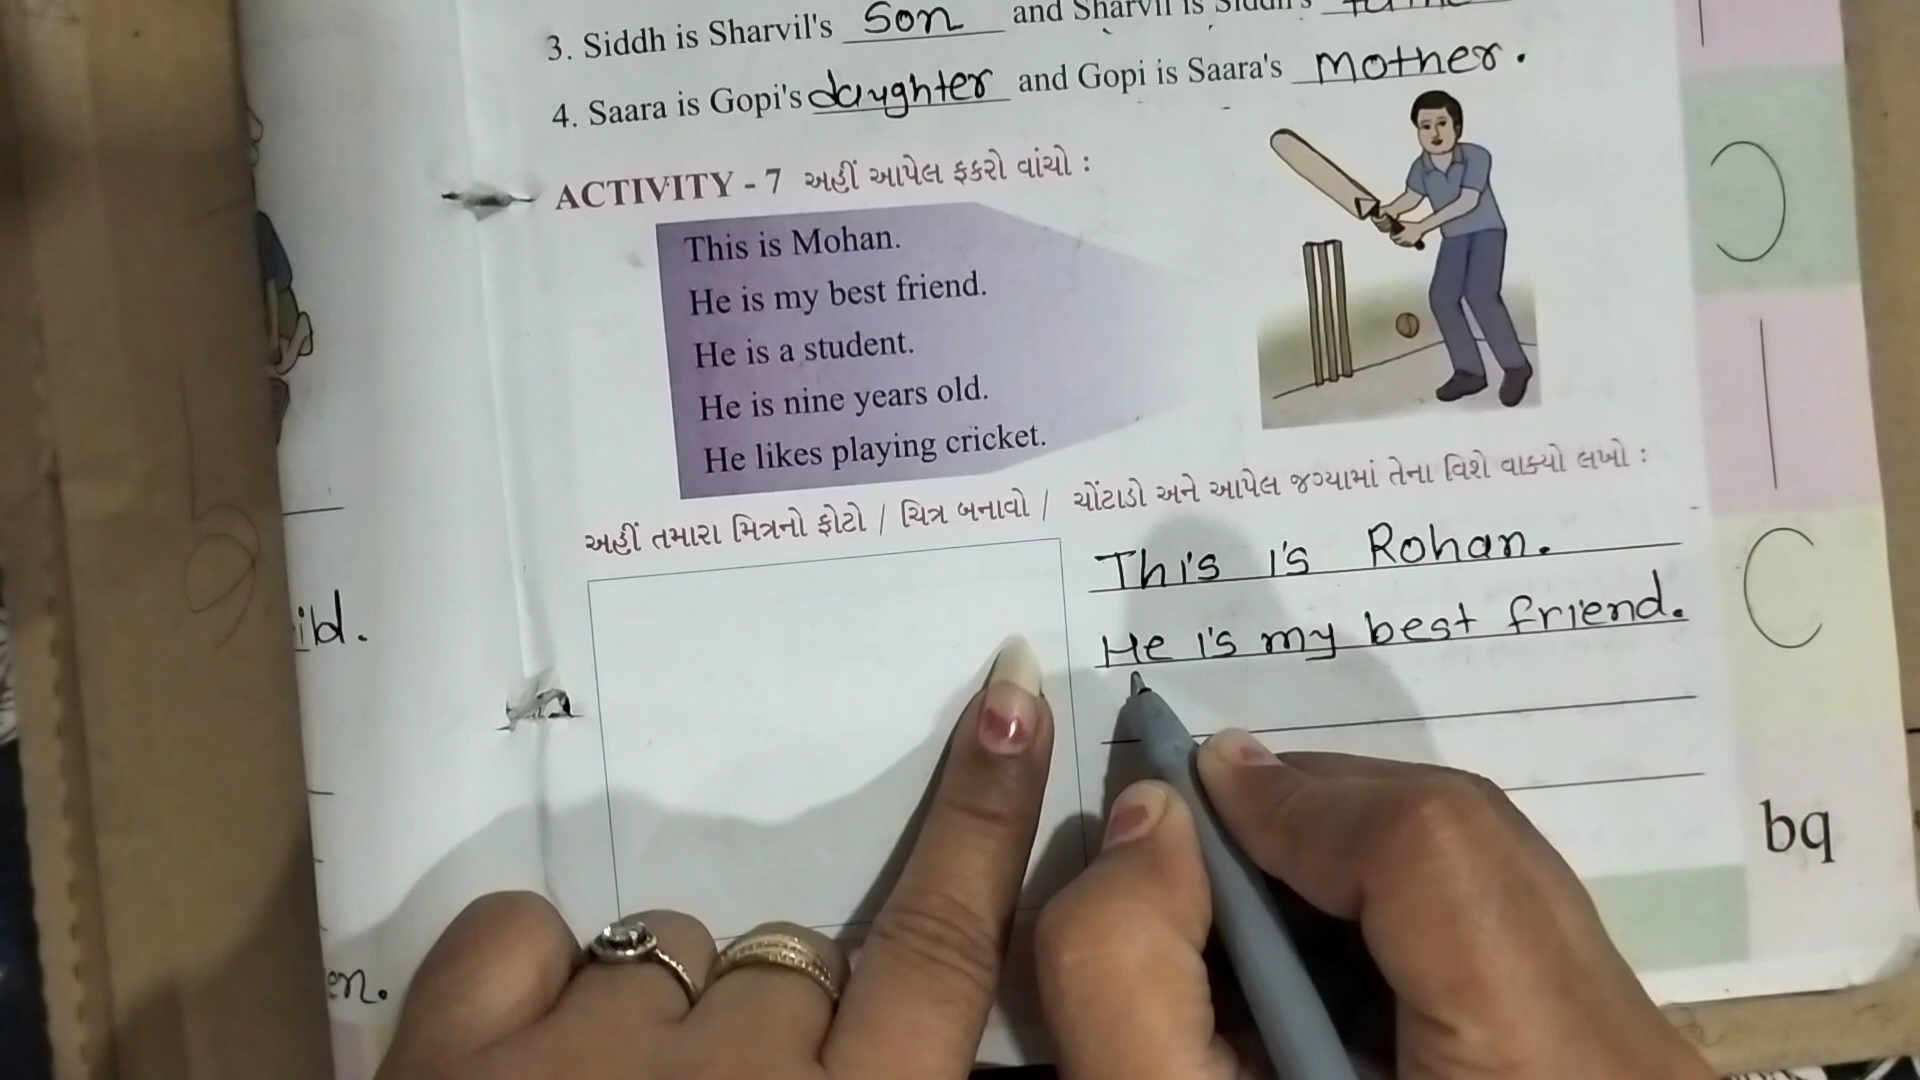 3. Siddh is Sharvil's son and Sharvil is Siddh's
4. Saara is Gopi's daughter and Gopi is Saara's mother.
ACTIVITY - 7 અહીં આપેલ ફકરો વાંચો :
This is Mohan.
He is my best friend.
He is a student.
He is nine years old.
He likes playing cricket.
અહીં તમારા મિત્રનો ફોટો / ચિત્ર બનાવો / ચોંટાડો અને આપેલ જગ્યામાં તેના વિશે વાક્યો લખો :
This is Rohan.
He is my best friend.
bq